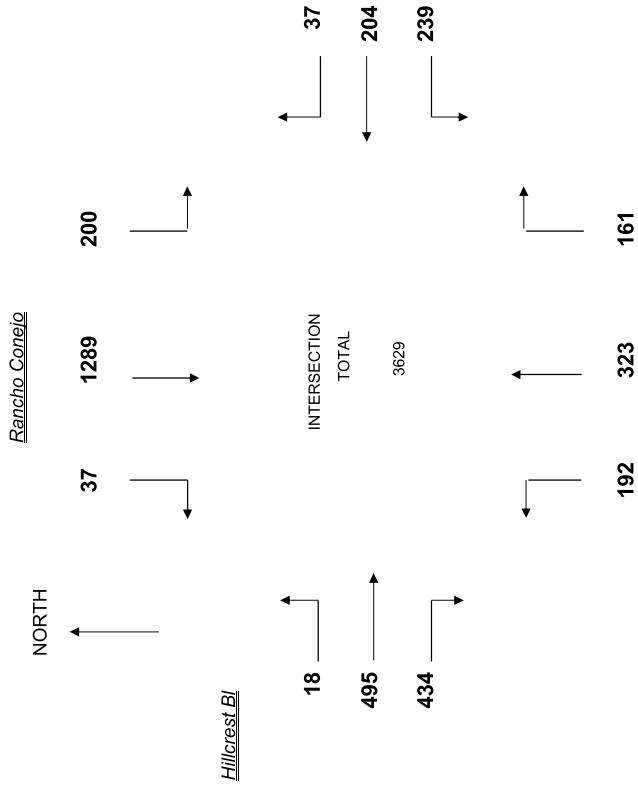 Rancho Conejo
37
1289
200
NORTH
Hillcrest Bl
37
204
239
INTERSECTION
TOTAL
3629
18
495
434
192
323
161